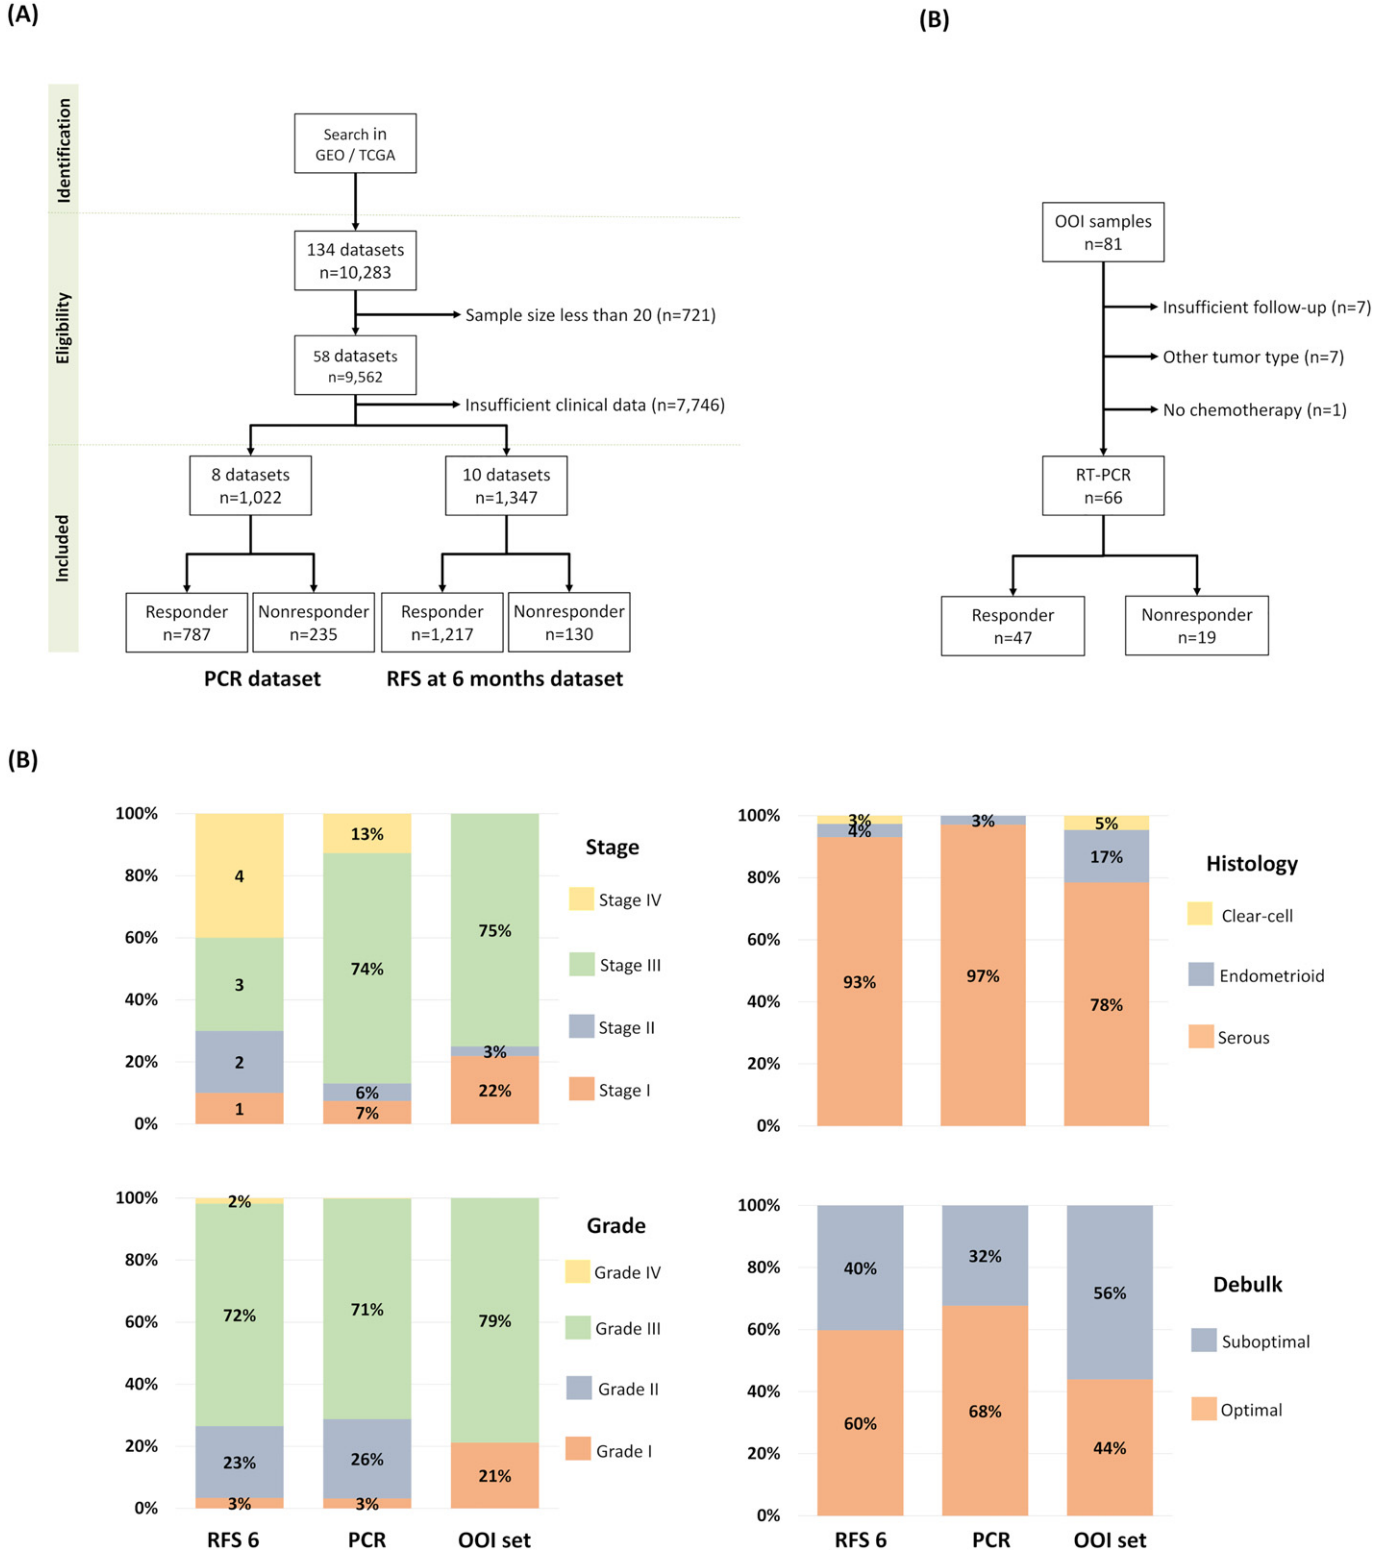 (A)
Identification
Search in
GEO / TCGA
Eligibility
134 datasets
n=10,283
Sample size less than 20 (n=721)
58 datasets
n=9,562
Insufficient clinical data (n=7,746)
Included
8 datasets
n=1,022
10 datasets
n=1,347
Responder
n=787
Nonresponder
n=235
Responder
n=1,217
Nonresponder
n=130
PCR dataset
RFS at 6 months dataset
(B)
OOI samples
n=81
Insufficient follow-up (n=7)
Other tumor type (n=7)
No chemotherapy (n=1)
RT-PCR
n=66
Responder
n=47
Nonresponder
n=19
(B)
100%
80%
60%
40%
20%
0%
4
3
2
1
13%
74%
6%
7%
75%
3%
22%
Stage
Stage IV
Stage III
Stage II
Stage I
100%
80%
60%
40%
20%
0%
3%
4%
93%
3%
97%
5%
17%
78%
Histology
Clear-cell
Endometrioid
Serous
100%
80%
60%
40%
20%
0%
2%
72%
23%
3%
71%
26%
3%
79%
21%
RFS 6
PCR
OOI set
Grade
Grade IV
Grade III
Grade II
Grade I
100%
80%
60%
40%
20%
0%
40%
60%
32%
68%
56%
44%
RFS 6
PCR
OOI set
Debulk
Suboptimal
Optimal